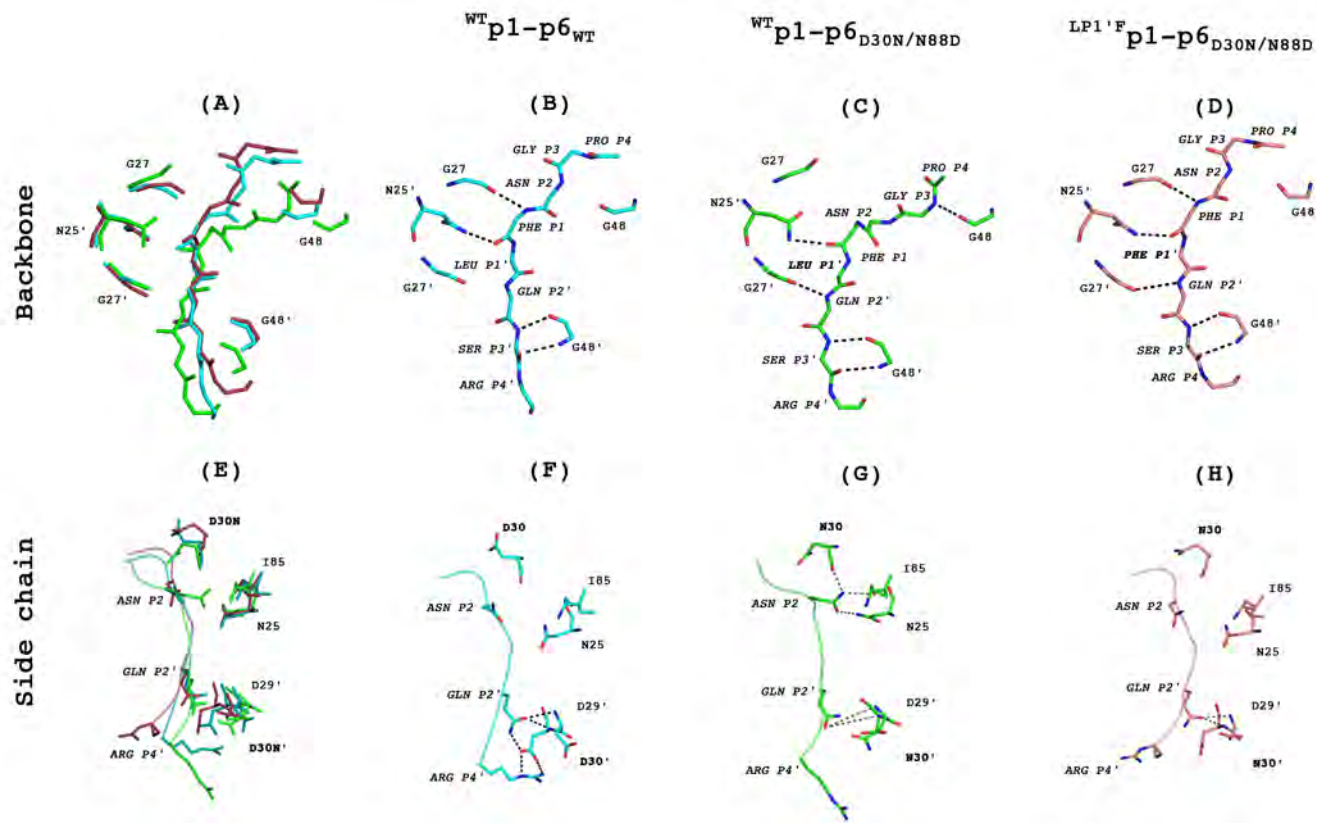 WTp1-p6WT WTp1-p6D30N/N88D LP1'Fp1-p6D30N/N88D
Backbone
(A) (B) (C) (D)
G27
N25'
G48
G27'
G48'
PRO P4
GLY P3
G27
ASN P2
N25'
G48
PHE P1
LEU P1'
G27'
GLN P2'
SER P3'
G48'
ARG P4'
G27
PRO P4
GLY P3
N25'
ASN P2
G48
PHE P1
LEU P1'
G27'
GLN P2'
SER P3'
G48'
ARG P4'
PRO P4
GLY P3
G27
ASN P2
N25'
G48
PHE P1
PHE P1'
G27'
GLN P2'
G48'
SER P3'
ARG P4'
Side chain
(E) (F) (G) (H)
D30N
I85
ASN P2
N25
GLN P2'
D29'
ARG P4'
D30N'
D30
I85
ASN P2
N25
GLN P2'
D29'
D30'
ARG P4'
N30
I85
ASN P2
N25
GLN P2'
D29'
ARG P4'
N30'
N30
I85
ASN P2
N25
GLN P2'
D29'
N30'
ARG P4'